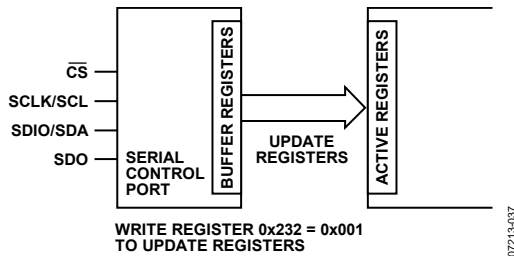 CS
SCLK/SCL
SDIO/SDA
SDO
SERIAL
CONTROL
PORT
BUFFER REGISTERS
UPDATE
REGISTERS
ACTIVE REGISTERS
WRITE REGISTER 0x232 = 0x001
TO UPDATE REGISTERS
07213-037